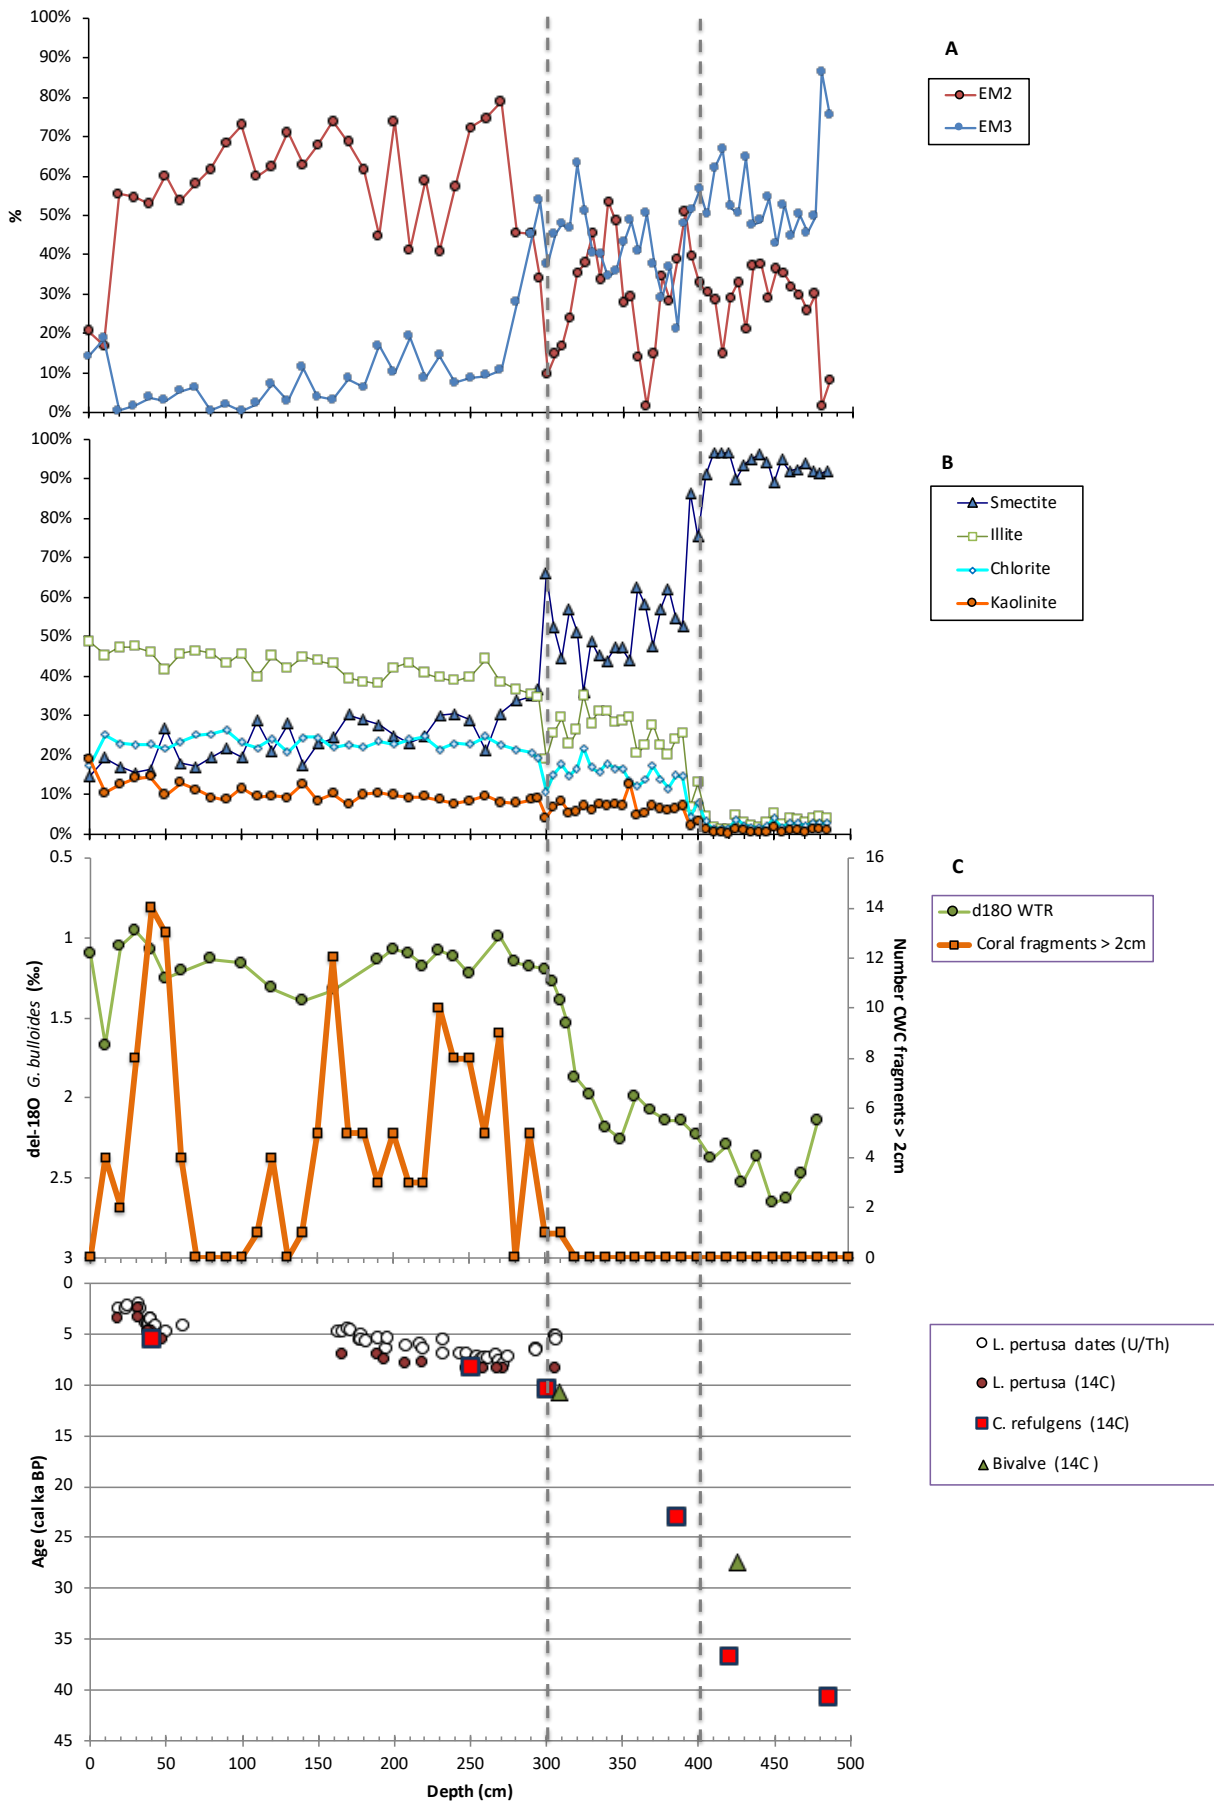 100%
90%
80%
70%
60%
50%
40%
30%
20%
10%
0%
%
A
EM2
EM3
100%
90%
80%
70%
60%
50%
40%
30%
20%
10%
0%
B
Smectite
Illite
Chlorite
Kaolinite
0.5
1
1.5
2
2.5
3
del-18O G. bulloides (‰)
16
14
12
10
8
6
4
2
0
Number CWC fragments > 2cm
C
d18O WTR
Coral fragments > 2cm
0
5
10
15
20
25
30
35
40
45
Age (cal ka BP)
L. pertusa dates (U/Th)
L. pertusa (14C)
C. refulgens (14C)
Bivalve (14C )
0 50 100 150 200 250 300 350 400 450 500
Depth (cm)